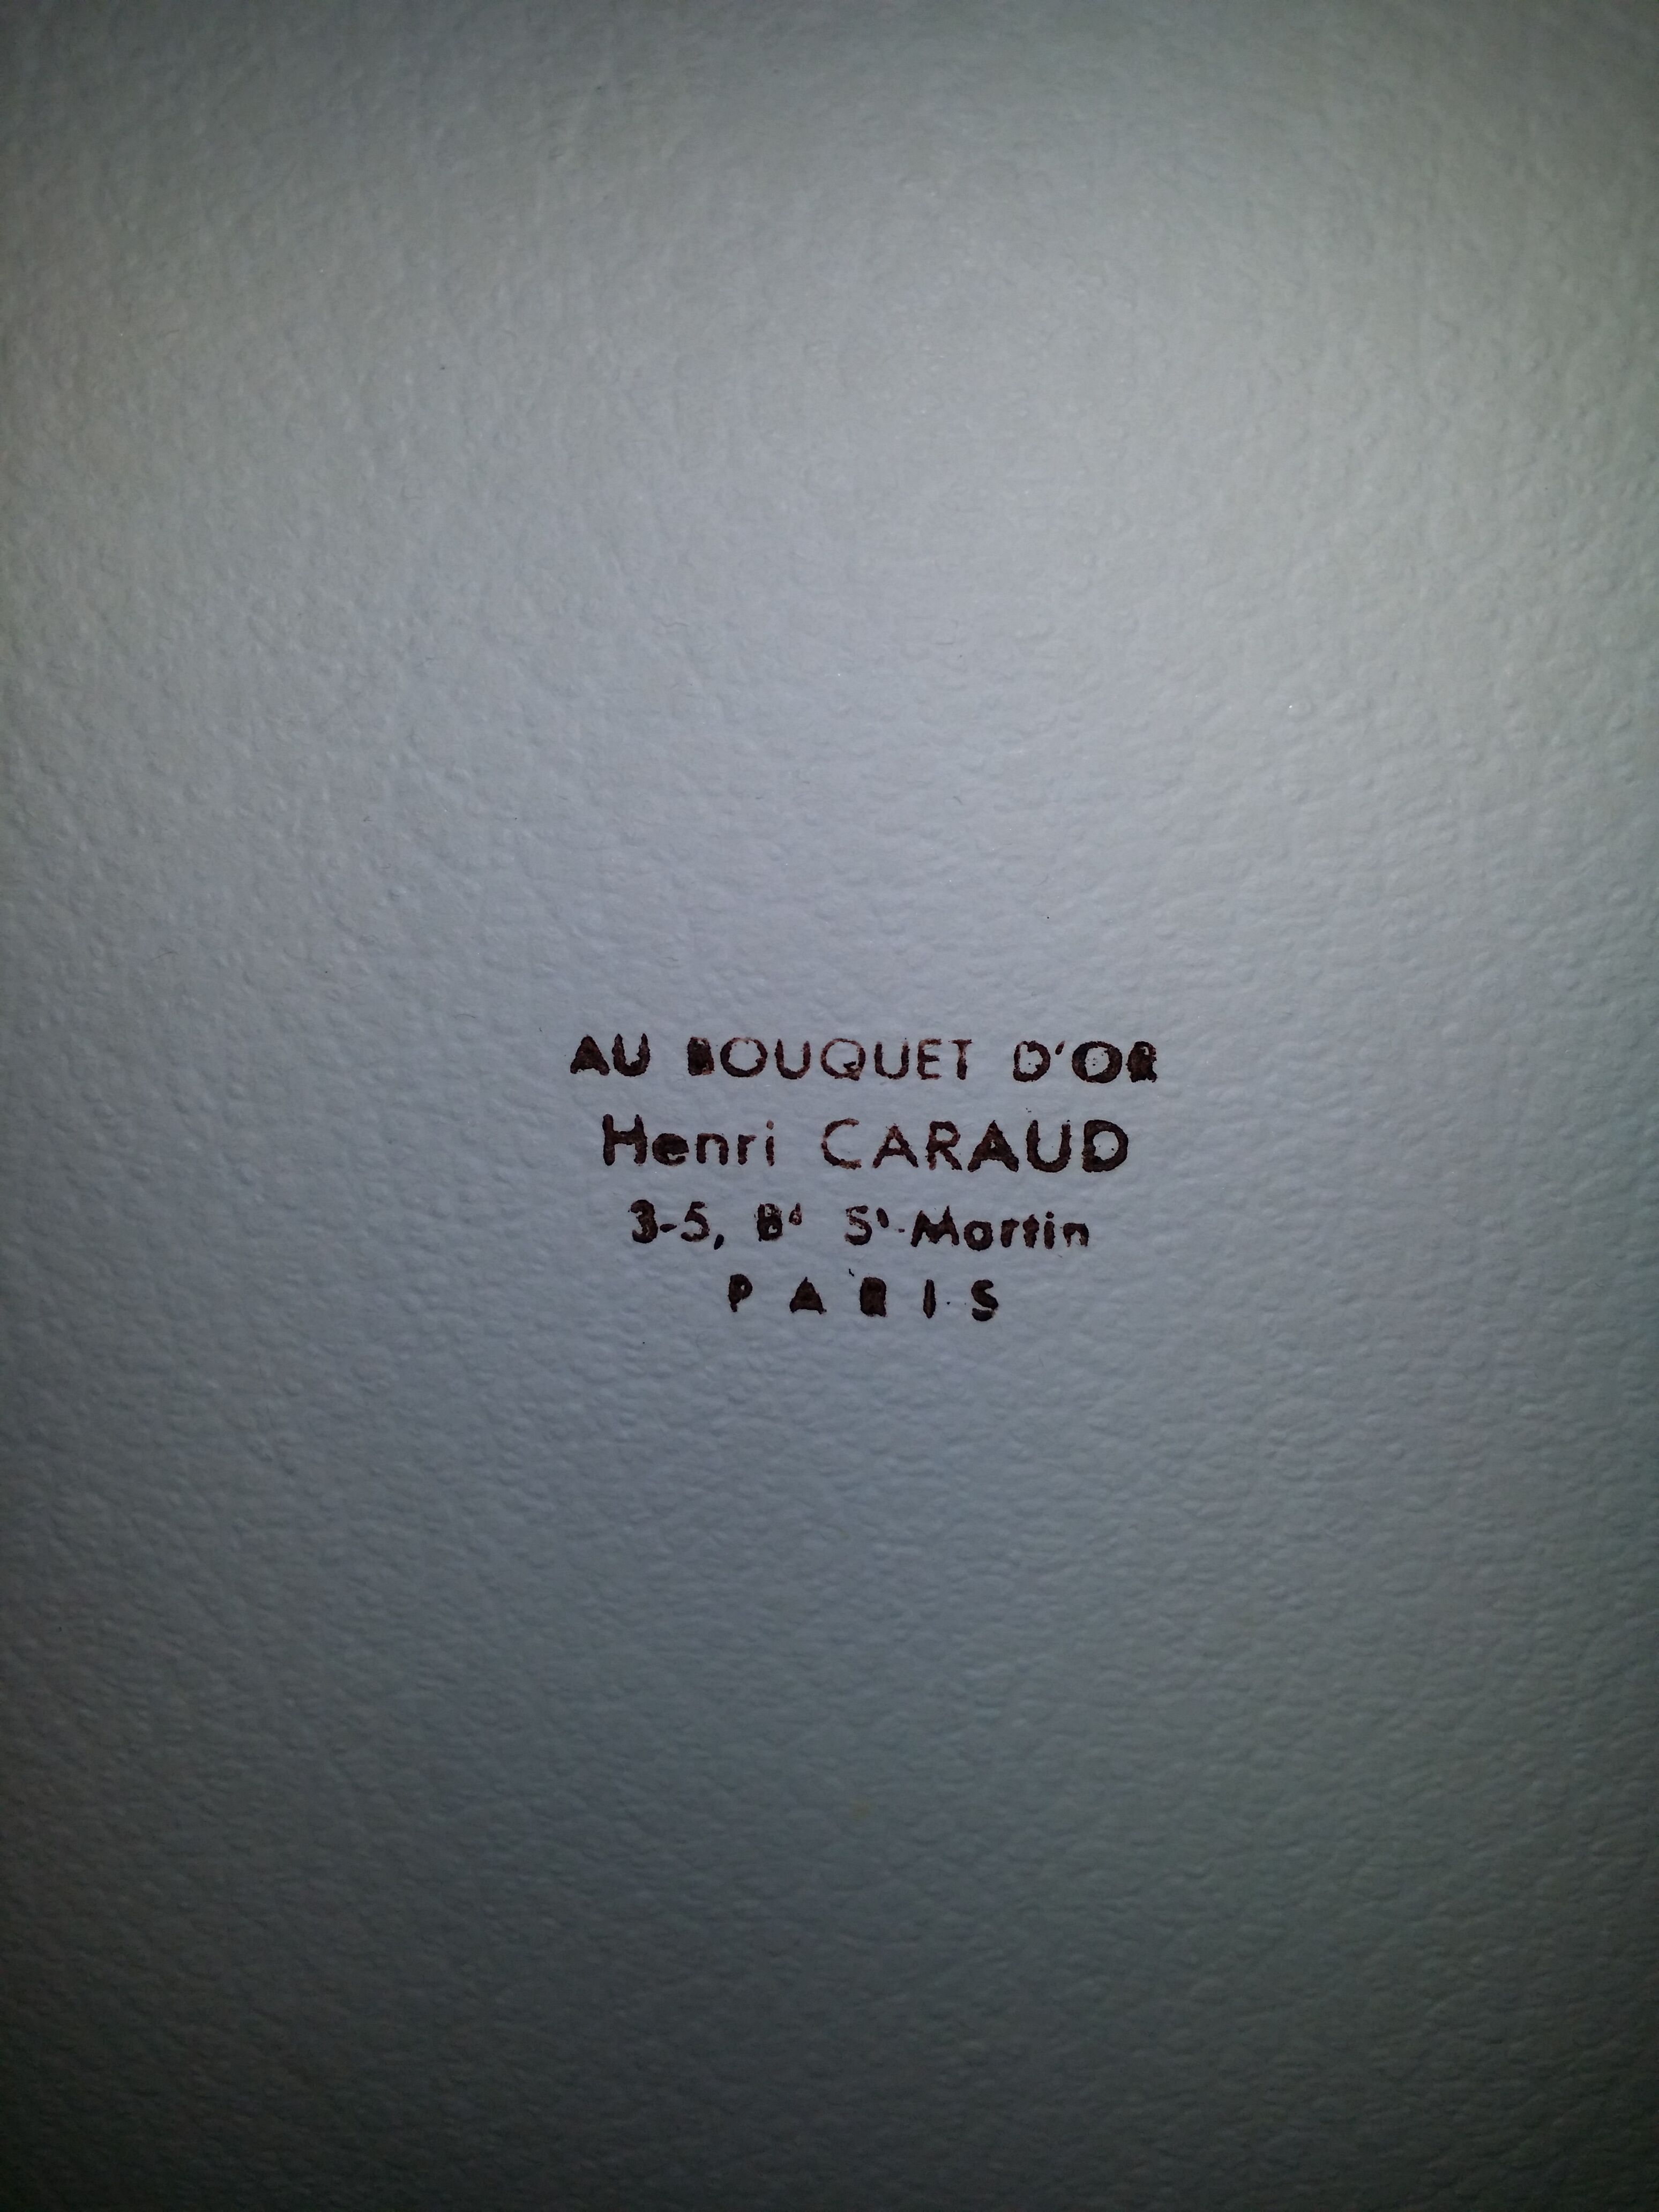 AU BOUQUET D'OR
Henri CARAUD
3-5, Bd St-Martin
PARIS